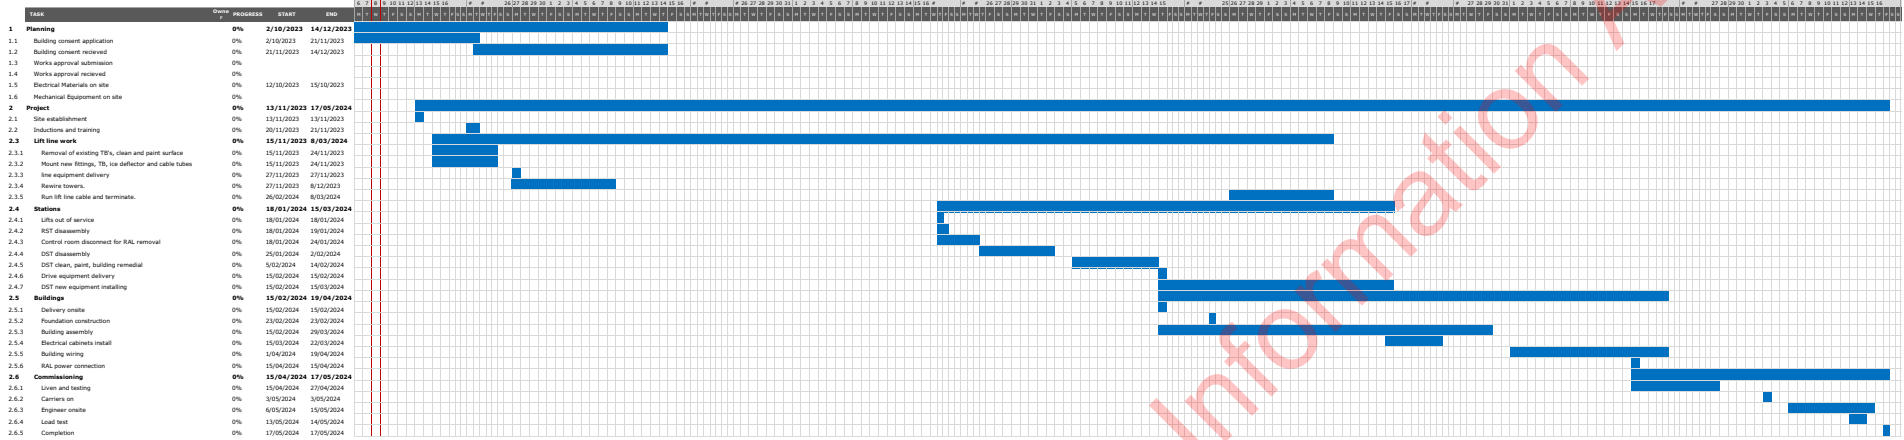 TASK Owner PROGRESS START END
1 Planning 0% 2/10/2023 14/12/2023
1.1 Building consent application 0% 2/10/2023 21/11/2023
1.2 Building consent recieved 0% 21/11/2023 14/12/2023
1.3 Works approval submission 0%
1.4 Works approval recieved 0%
1.5 Electrical Materials on site 0% 12/10/2023 15/10/2023
1.6 Mechanical Equipoment on site 0%
2 Project 0% 13/11/2023 17/05/2024
2.1 Site establishment 0% 13/11/2023 13/11/2023
2.2 Inductions and training 0% 20/11/2023 21/11/2023
2.3 Lift line work 0% 15/11/2023 8/03/2024
2.3.1 Removal of existing TB's, clean and paint surface 0% 15/11/2023 24/11/2023
2.3.2 Mount new fittings, TB, ice deflector and cable tubes 0% 15/11/2023 24/11/2023
2.3.3 line equipment delivery 0% 27/11/2023 27/11/2023
2.3.4 Rewire towers. 0% 27/11/2023 8/12/2023
2.3.5 Run lift line cable and terminate. 0% 26/02/2024 8/03/2024
2.4 Stations 0% 18/01/2024 15/03/2024
2.4.1 Lifts out of service 0% 18/01/2024 18/01/2024
2.4.2 RST disassembly 0% 18/01/2024 19/01/2024
2.4.3 Control room disconnect for RAL removal 0% 18/01/2024 24/01/2024
2.4.4 DST disassembly 0% 25/01/2024 2/02/2024
2.4.5 DST clean, paint, building remedial 0% 5/02/2024 14/02/2024
2.4.6 Drive equipment delivery 0% 15/02/2024 15/02/2024
2.4.7 DST new equipment installing 0% 15/02/2024 15/03/2024
2.5 Buildings 0% 15/02/2024 19/04/2024
2.5.1 Delivery onsite 0% 15/02/2024 15/02/2024
2.5.2 Foundation construction 0% 23/02/2024 23/02/2024
2.5.3 Building assembly 0% 15/02/2024 29/03/2024
2.5.4 Electrical cabinets install 0% 15/03/2024 22/03/2024
2.5.5 Building wiring 0% 1/04/2024 19/04/2024
2.5.6 RAL power connection 0% 15/04/2024 15/04/2024
2.6 Commissioning 0% 15/04/2024 17/05/2024
2.6.1 Liven and testing 0% 15/04/2024 27/04/2024
2.6.2 Carriers on 0% 3/05/2024 3/05/2024
2.6.3 Engineer onsite 0% 6/05/2024 15/05/2024
2.6.4 Load test 0% 13/05/2024 14/05/2024
2.6.5 Completion 0% 17/05/2024 17/05/2024
Information A